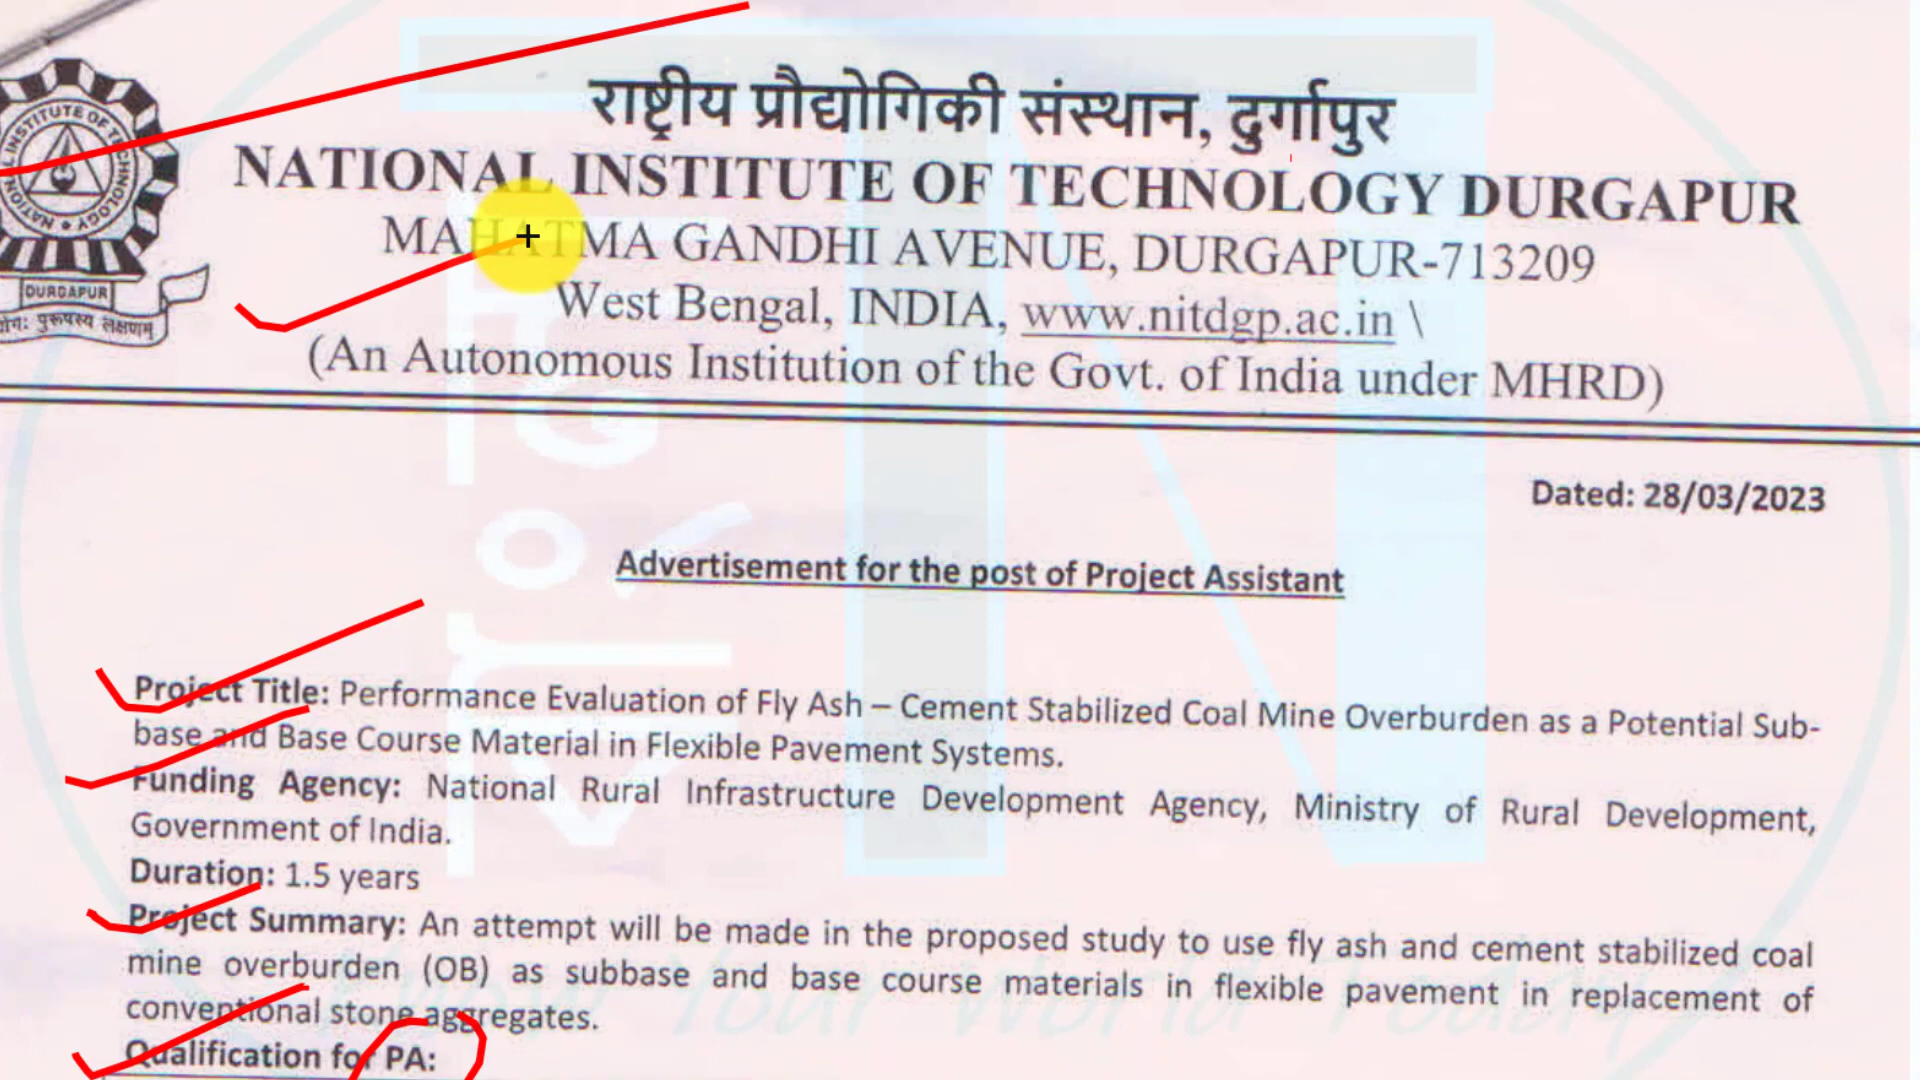 राष्ट्रीय प्रौद्योगिकी संस्थान, दुर्गापुर
NATIONAL INSTITUTE OF TECHNOLOGY DURGAPUR
MAHATMA GANDHI AVENUE, DURGAPUR-713209
West Bengal, INDIA, www.nitdgp.ac.in \
(An Autonomous Institution of the Govt. of India under MHRD)
DURGAPUR
Dated: 28/03/2023
Advertisement for the post of Project Assistant
Project Title: Performance Evaluation of Fly Ash – Cement Stabilized Coal Mine Overburden as a Potential Sub-
base and Base Course Material in Flexible Pavement Systems.
Funding Agency: National Rural Infrastructure Development Agency, Ministry of Rural Development,
Government of India.
Duration: 1.5 years
Project Summary: An attempt will be made in the proposed study to use fly ash and cement stabilized coal
mine overburden (OB) as subbase and base course materials in flexible pavement in replacement of
conventional stone aggregates.
Qualification for PA:
Know Your World Today